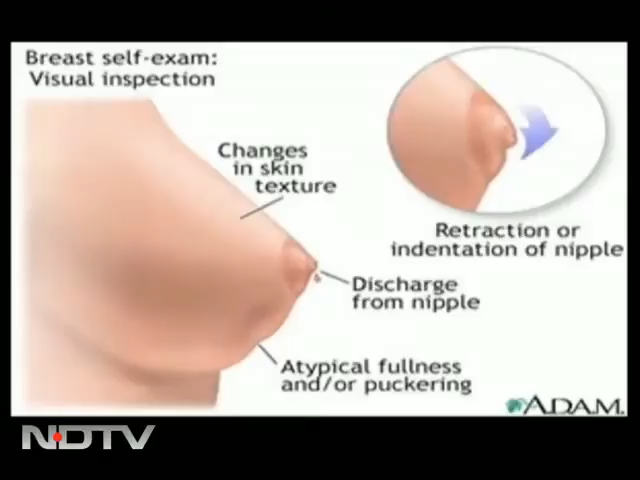 Breast self-exam:
Visual inspection
Changes
in skin
texture
Retraction or
indentation of nipple
Discharge
from nipple
Atypical fullness
and/or puckering
ADAM.
NDTV